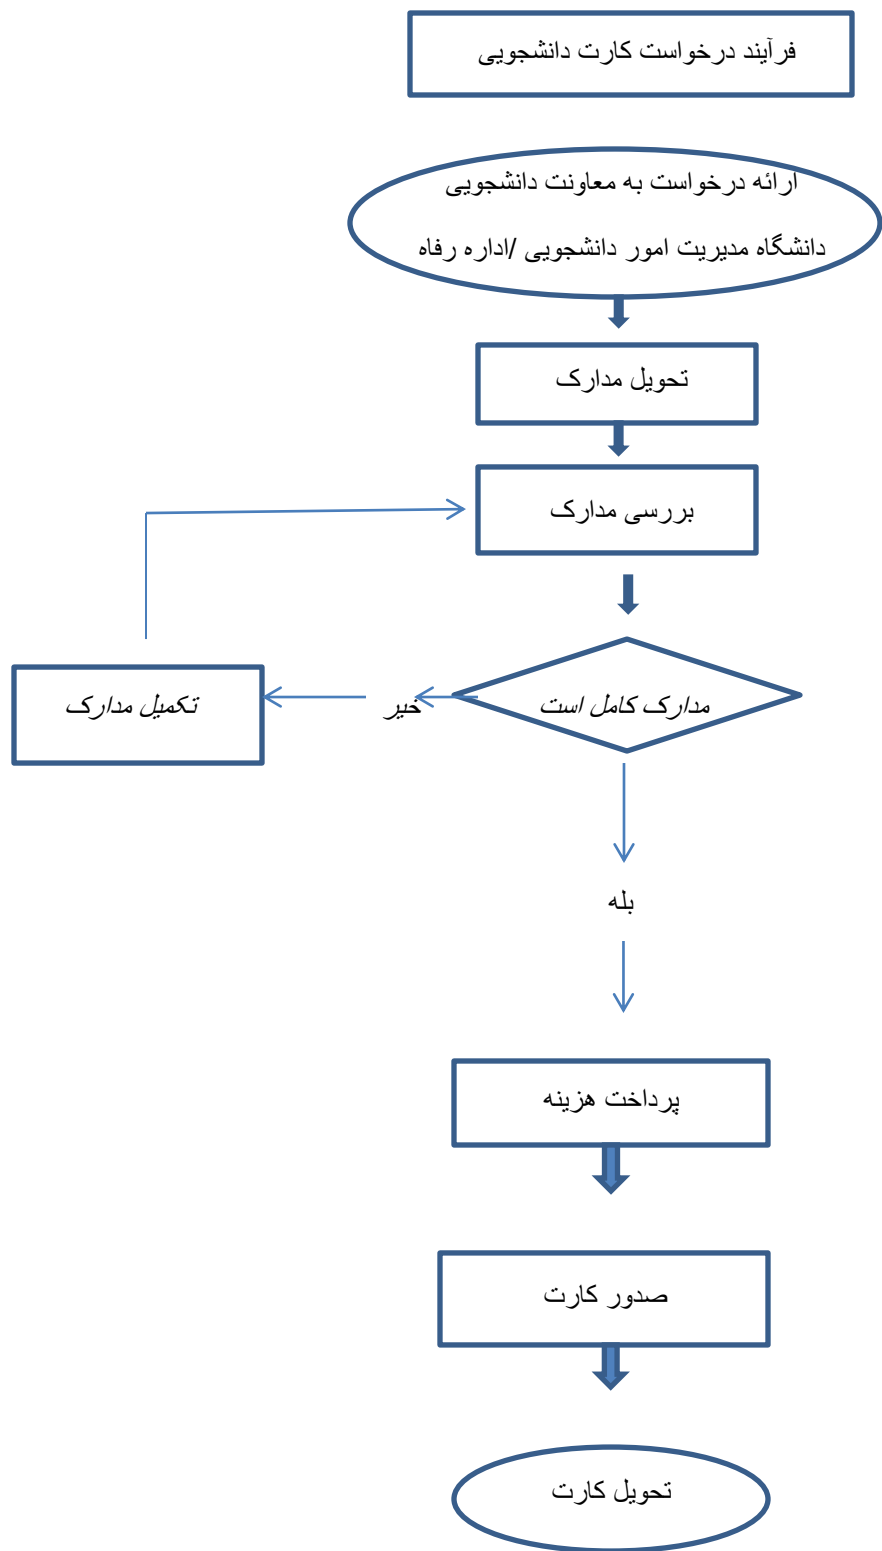 فرآیند درخواست کارت دانشجویی
ارائه درخواست به معاونت دانشجویی
دانشگاه مدیریت امور دانشجویی /اداره رفاه
تحویل مدارک
بررسی مدارک
مدارک کامل است
خیر
تکمیل مدارک
بله
پرداخت هزینه
صدور کارت
تحویل کارت